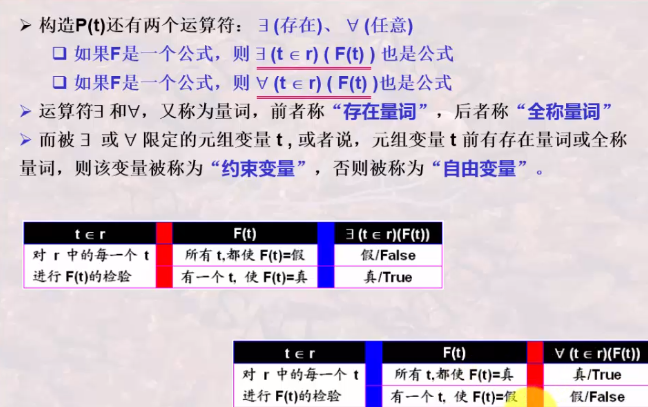 ➢ 构造P(t)还有两个运算符： ∃ (存在)、 ∀ (任意)
❑ 如果F是一个公式，则 ∃ (t ∈ r) ( F(t) ) 也是公式
❑ 如果F是一个公式，则 ∀ (t ∈ r) ( F(t) )也是公式
➢ 运算符∃ 和∀，又称为量词，前者称“存在量词”，后者称“全称量词”
➢ 而被 ∃ 或 ∀ 限定的元组变量 t , 或者说，元组变量 t 前有存在量词或全称
量词，则该变量被称为“约束变量”，否则被称为“自由变量”。
t ∈ r F(t) ∃ (t ∈ r)(F(t))
对 r 中的每一个 t 所有 t,都使 F(t)=假 假/False
进行 F(t)的检验 有一个 t, 使 F(t)=真 真/True
t ∈ r F(t) ∀ (t ∈ r)(F(t))
对 r 中的每一个 t 所有 t,都使 F(t)=真 真/True
进行 F(t)的检验 有一个 t, 使 F(t)=假 假/False